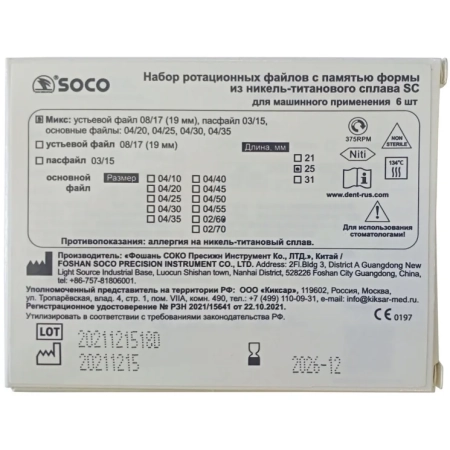 SOCO
Набор ротационных файлов с памятью формы
из никель-титанового сплава SC
для машинного применения 6 шт
Микс: устьевой файл 08/17 (19 мм), пасфайл 03/15,
основные файлы: 04/20, 04/25, 04/30, 04/35
устьевой файл 08/17 (19 мм)
пасфайл 03/15
Длина, мм
21
25
31
основной файл
Размер
04/10 04/40
04/20 04/45
04/25 04/50
04/30 04/55
04/35 02/60
02/70
375RPM
NON STERILE
Niti
134°C
www.dent-rus.com
Для использования
стоматологами!
Противопоказания: аллергия на никель-титановый сплав.
Производитель: «Фошань СОКО Пресижн Инструмент Ко., ЛТД.», Китай /
FOSHAN SOCO PRECISION INSTRUMENT CO., LTD. Address: 2Fl.Bldg 3, District A Guangdong New
Light Source Industrial Base, Luocun Shishan town, Nanhai District, 528226 Foshan City Guangdong, China,
tel: +86-757-81806001.
Уполномоченный представитель производителя в РФ: ООО «Киксар», 119602, Россия, Москва,
ул. Тропарёвская, влад. 4, стр. 1, пом. VIIA, комн. 490, тел. +7 (499) 110-09-31, e-mail: info@kiksar-med.ru.
Регистрационное удостоверение № РЗН 2021/15641 от 22.10.2021.
Утилизировать в соответствии с требованиями законодательства РФ.
CE 0197
LOT 20211215180
20211215
2026-12